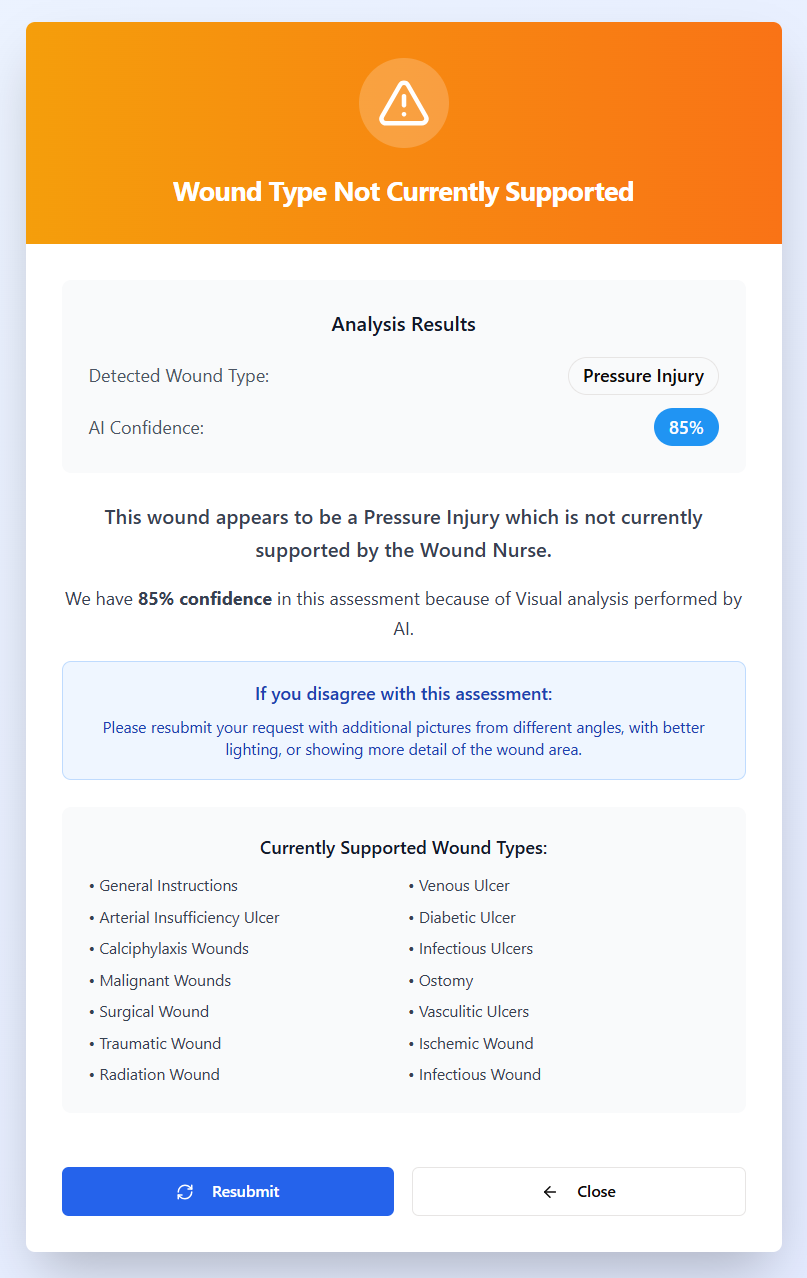 Wound Type Not Currently Supported
Analysis Results
Detected Wound Type:
Pressure Injury
AI Confidence:
85%
This wound appears to be a Pressure Injury which is not currently
supported by the Wound Nurse.
We have 85% confidence in this assessment because of Visual analysis performed by
AI.
If you disagree with this assessment:
Please resubmit your request with additional pictures from different angles, with better
lighting, or showing more detail of the wound area.
Currently Supported Wound Types:
• General Instructions
• Venous Ulcer
• Arterial Insufficiency Ulcer
• Diabetic Ulcer
• Calciphylaxis Wounds
• Infectious Ulcers
• Malignant Wounds
• Ostomy
• Surgical Wound
• Vasculitic Ulcers
• Traumatic Wound
• Ischemic Wound
• Radiation Wound
• Infectious Wound
Resubmit
Close